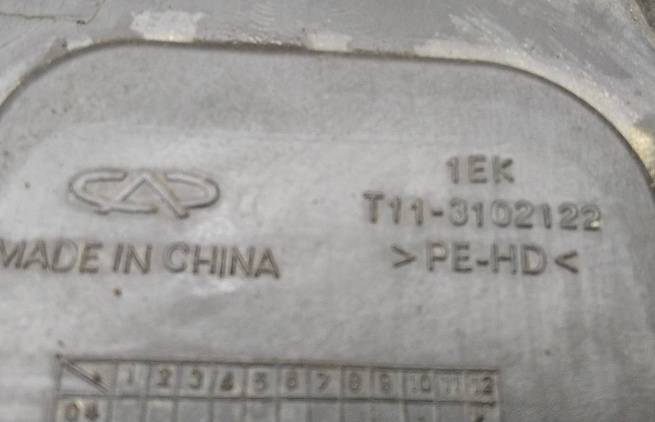 1EK
T11-3102122
MADE IN CHINA
>PE-HD<
1 2 3 4 5 6 7 8 9 10 11 12
04